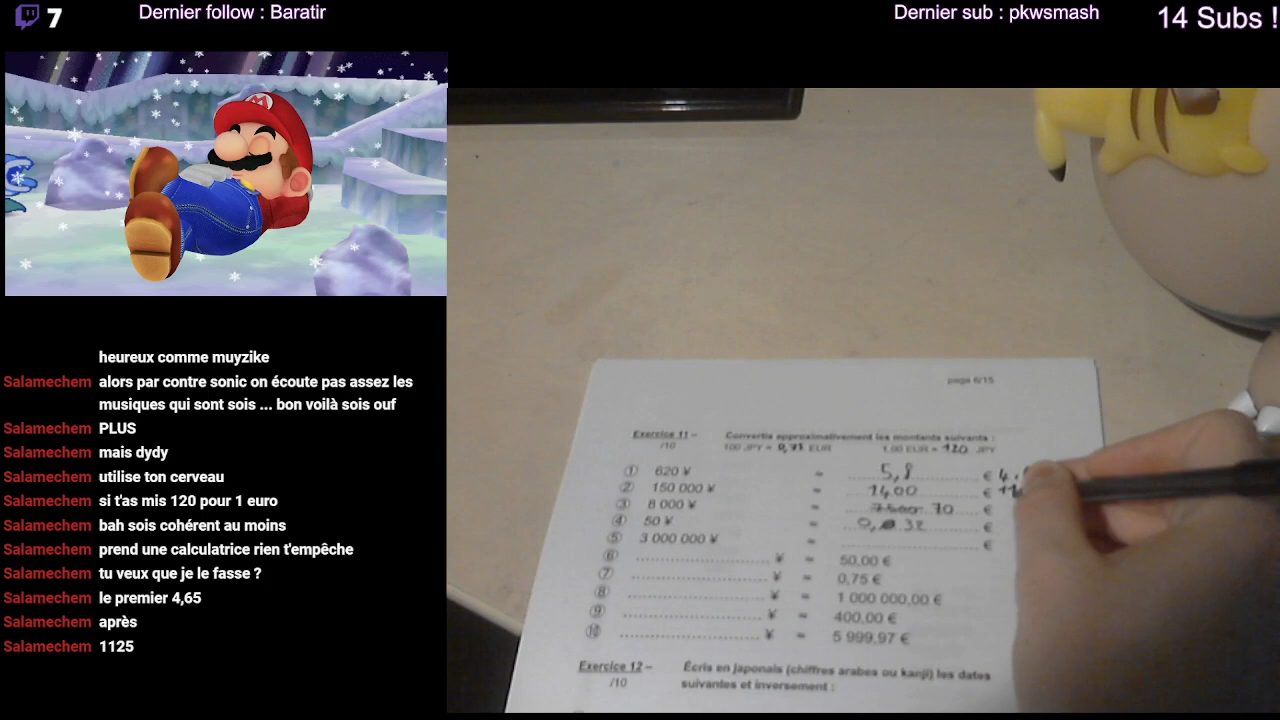 7
Dernier follow : Baratir
Dernier sub : pkwsmash
14 Subs !
heureux comme muyzike
Salamechem alors par contre sonic on écoute pas assez les
musiques qui sont sois ... bon voilà sois ouf
Salamechem PLUS
Salamechem mais dydy
Salamechem utilise ton cerveau
Salamechem si t'as mis 120 pour 1 euro
Salamechem bah sois cohérent au moins
Salamechem prend une calculatrice rien t'empêche
Salamechem tu veux que je le fasse ?
Salamechem le premier 4,65
Salamechem après
Salamechem 1125
page 6/15
Exercice 11 – Convertis approximativement les montants suivants :
/10 100 JPY = EUR 1,00 EUR = 120 JPY
① 620 ¥ ≈ 5,8 €
② 150 000 ¥ ≈ 1400 €
③ 8 000 ¥ ≈ 70 €
④ 50 ¥ ≈ 32 €
⑤ 3 000 000 ¥ ≈ €
⑥ ¥ ≈ 50,00 €
⑦ ¥ ≈ 0,75 €
⑧ ¥ ≈ 1 000 000,00 €
⑨ ¥ ≈ 400,00 €
⑩ ¥ ≈ 5 999,97 €
Exercice 12 – Écris en japonais (chiffres arabes ou kanji) les dates
/10 suivantes et inversement :